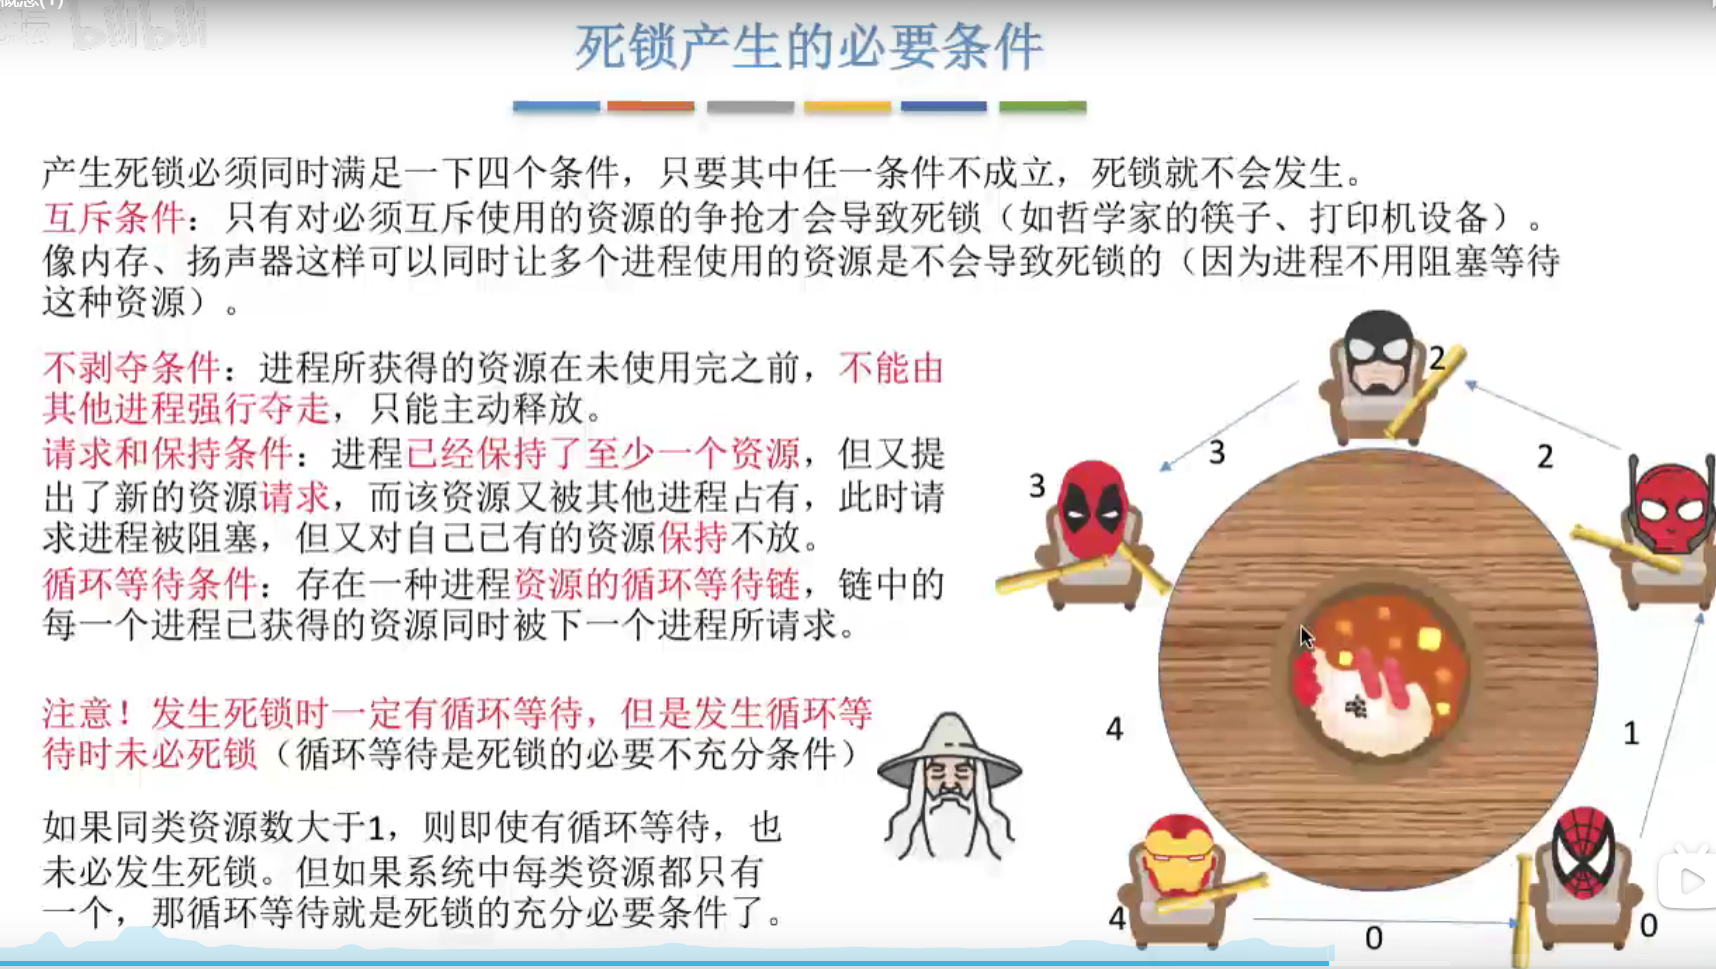 概念(1)
bilibili
死锁产生的必要条件
产生死锁必须同时满足一下四个条件，只要其中任一条件不成立，死锁就不会发生。
互斥条件：只有对必须互斥使用的资源的争抢才会导致死锁（如哲学家的筷子、打印机设备）。
像内存、扬声器这样可以同时让多个进程使用的资源是不会导致死锁的（因为进程不用阻塞等待
这种资源）。
不剥夺条件：进程所获得的资源在未使用完之前，不能由
其他进程强行夺走，只能主动释放。
请求和保持条件：进程已经保持了至少一个资源，但又提
出了新的资源请求，而该资源又被其他进程占有，此时请
求进程被阻塞，但又对自己已有的资源保持不放。
循环等待条件：存在一种进程资源的循环等待链，链中的
每一个进程已获得的资源同时被下一个进程所请求。
注意！发生死锁时一定有循环等待，但是发生循环等
待时未必死锁（循环等待是死锁的必要不充分条件）
如果同类资源数大于1，则即使有循环等待，也
未必发生死锁。但如果系统中每类资源都只有
一个，那循环等待就是死锁的充分必要条件了。
2
3
2
3
4
1
4
0
0